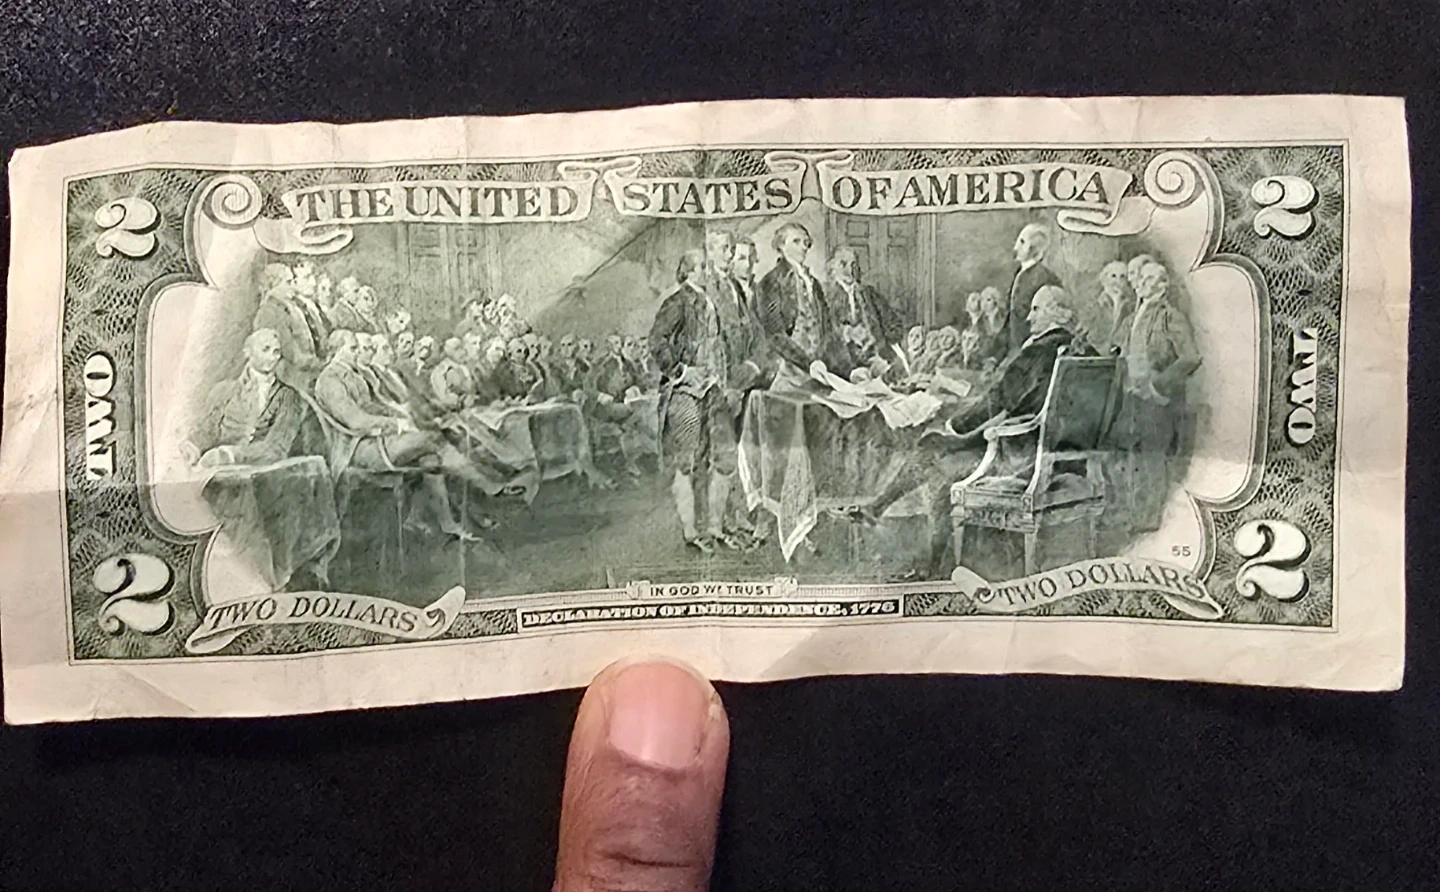 THE UNITED STATES OF AMERICA
2
2
TWO
TWO
55
2
2
TWO DOLLARS
IN GOD WE TRUST
TWO DOLLARS
DECLARATION OF INDEPENDENCE, 1776